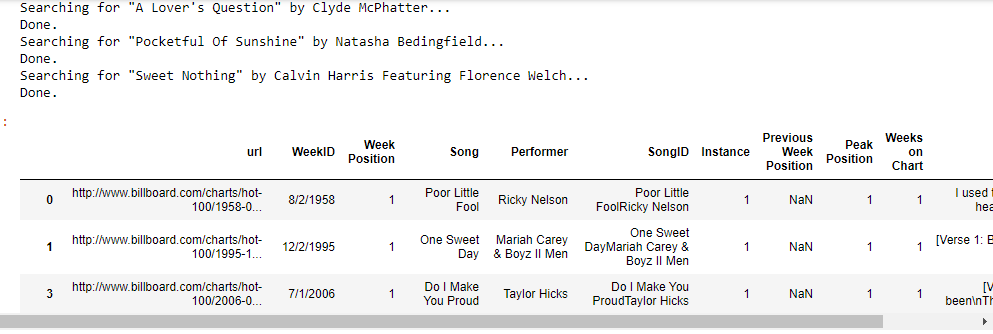 Searching for "A Lover's Question" by Clyde McPhatter...
Done.
Searching for "Pocketful Of Sunshine" by Natasha Bedingfield...
Done.
Searching for "Sweet Nothing" by Calvin Harris Featuring Florence Welch...
Done.
:
url WeekID Week Position Song Performer SongID Instance Previous Week Position Peak Position Weeks on Chart
0 http://www.billboard.com/charts/hot-100/1958-0... 8/2/1958 1 Poor Little Fool Ricky Nelson Poor Little FoolRicky Nelson 1 NaN 1 1 I used t hea
1 http://www.billboard.com/charts/hot-100/1995-1... 12/2/1995 1 One Sweet Day Mariah Carey & Boyz II Men One Sweet DayMariah Carey & Boyz II Men 1 NaN 1 1 [Verse 1: B
3 http://www.billboard.com/charts/hot-100/2006-0... 7/1/2006 1 Do I Make You Proud Taylor Hicks Do I Make You ProudTaylor Hicks 1 NaN 1 1 [V been\nTh